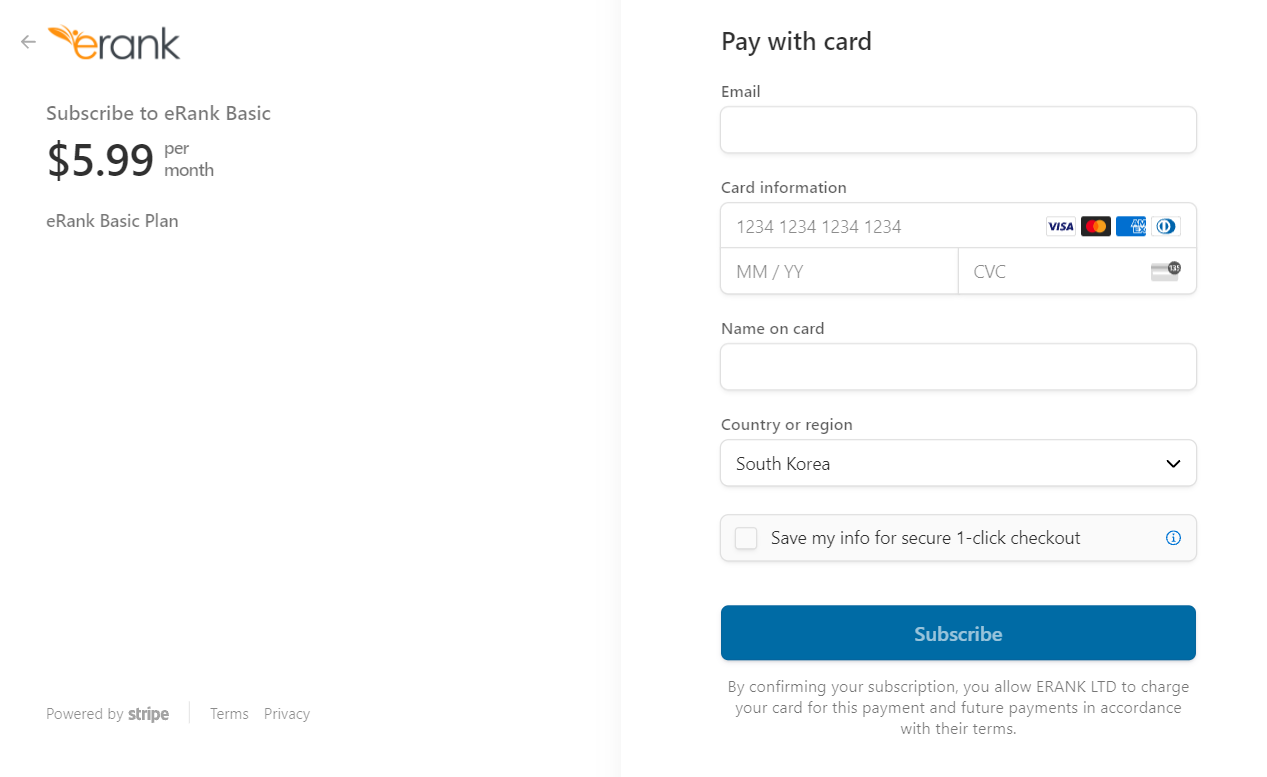 erank
Subscribe to eRank Basic
$5.99 per
month
eRank Basic Plan
Powered by stripe
Terms
Privacy
Pay with card
Email
Card information
1234 1234 1234 1234
VISA
AM
EX
MM / YY
CVC
135
Name on card
Country or region
South Korea
Save my info for secure 1-click checkout
Subscribe
By confirming your subscription, you allow ERANK LTD to charge
your card for this payment and future payments in accordance
with their terms.